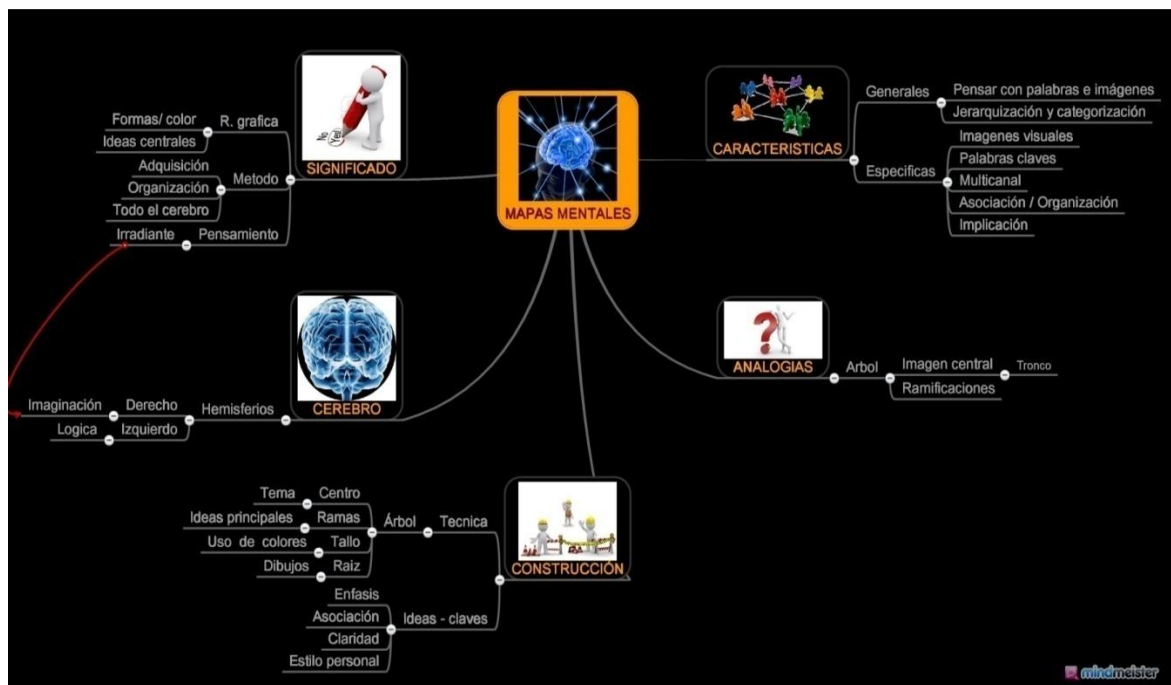 MAPAS MENTALES
SIGNIFICADO
R. grafica
Formas/ color
Ideas centrales
Metodo
Adquisición
Organización
Todo el cerebro
Pensamiento
Irradiante
CEREBRO
Hemisferios
Derecho
Imaginación
Izquierdo
Logica
CONSTRUCCIÓN
Tecnica
Árbol
Centro
Tema
Ramas
Ideas principales
Tallo
Uso de colores
Raiz
Dibujos
Ideas - claves
Enfasis
Asociación
Claridad
Estilo personal
CARACTERISTICAS
Generales
Pensar con palabras e imágenes
Jerarquización y categorización
Especificas
Imagenes visuales
Palabras claves
Multicanal
Asociación / Organización
Implicación
ANALOGIAS
Arbol
Imagen central
Tronco
Ramificaciones
mindmeister